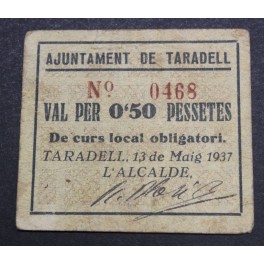 AJUNTAMENT DE TARADELL
Nº 0468
VAL PER 0'50 PESSETES
De curs local obligatori.
TARADELL, 13 de Maig 1937
L'ALCALDE,